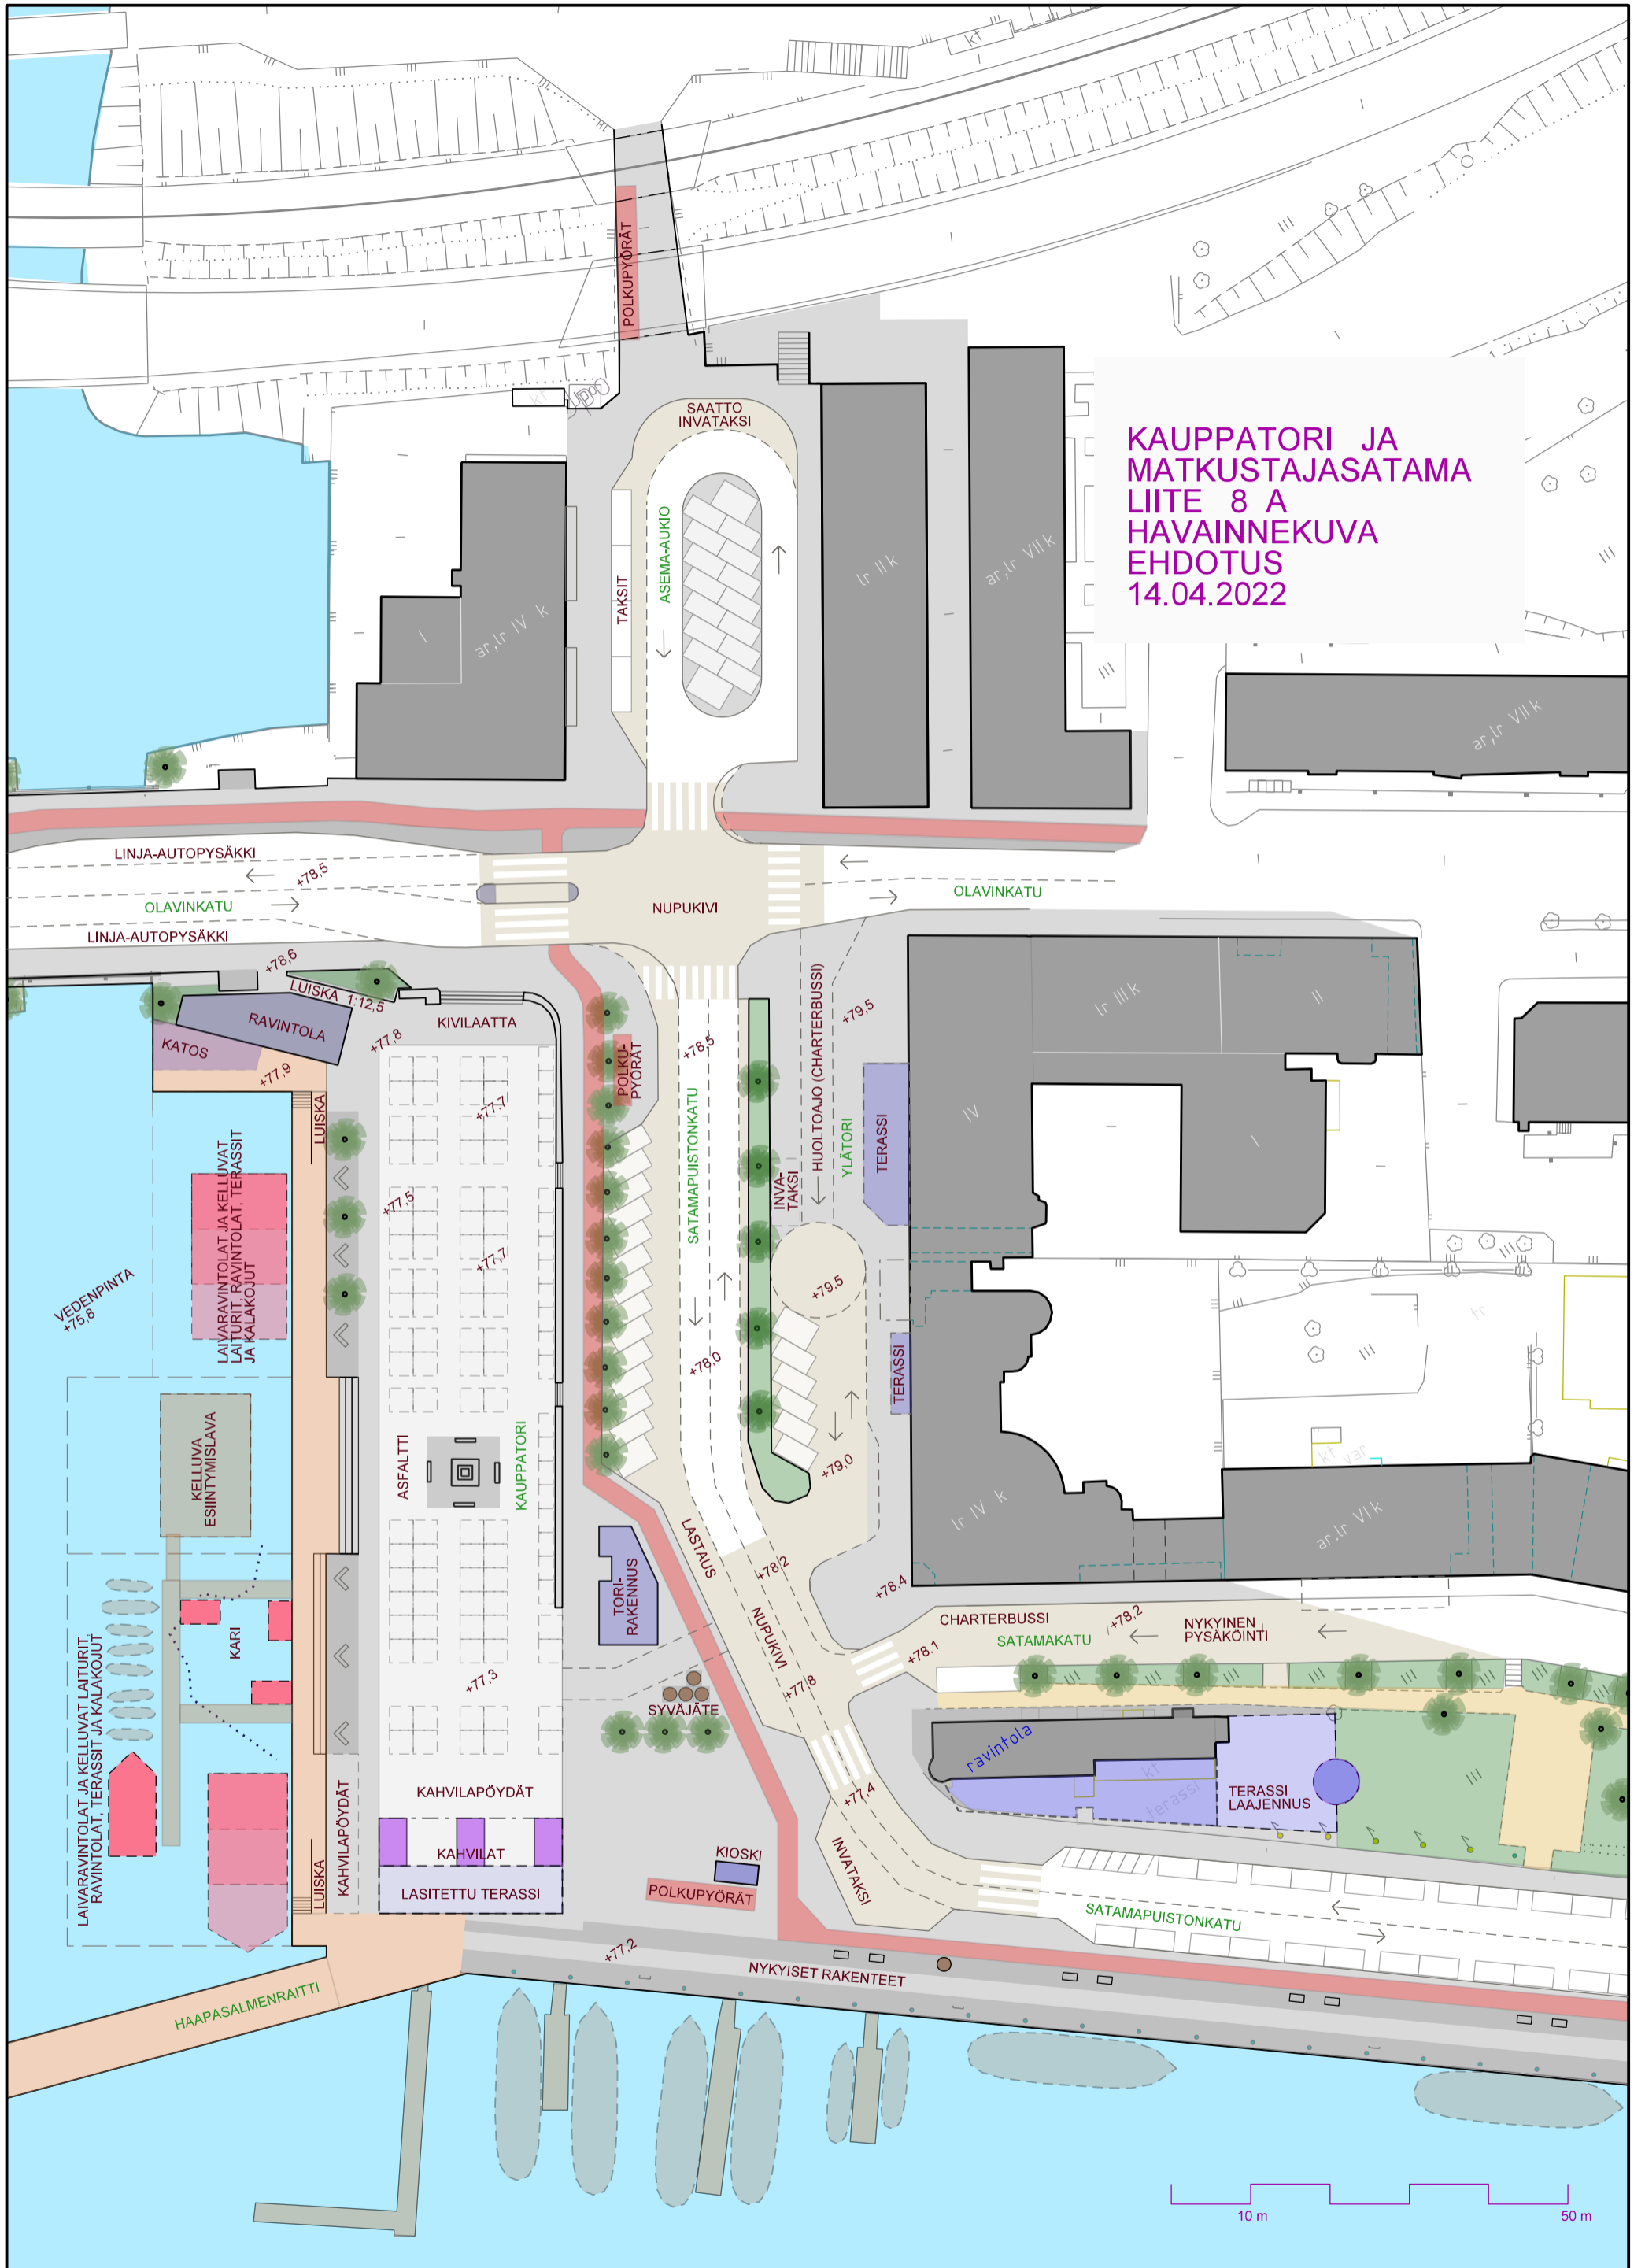 kt
POLKUPYÖRÄT
kt
SAATTO
INVATAKSI
KAUPPATORI JA
MATKUSTAJASATAMA
LIITE 8 A
HAVAINNEKUVA
EHDOTUS
14.04.2022
TAKSIT
ASEMA-AUKIO
I
ar,lr IV k
lr II k
ar,lr VII k
ar,lr VII k
LINJA-AUTOPYSÄKKI
+78,5
OLAVINKATU
LINJA-AUTOPYSÄKKI
NUPUKIVI
OLAVINKATU
+78,6
LUISKA 1:12,5
RAVINTOLA
KATOS
+77,8
+77,9
KIVILAATTA
POLKU-
PYÖRÄT
+78,5
HUOLTOAJO (CHARTERBUSSI)
+79,5
lr III k
II
IV
I
LUISKA
+77,7
SATAMAPUISTONKATU
INVA-
TAKSI
YLÄTORI
TERASSI
LAIVARAVINTOLAT JA KELLUVAT
LAITURIT, RAVINTOLAT, TERASSIT
JA KALAKOJUT
+77,5
+77,7
VEDENPINTA
+75,8
+79,5
tr
+78,0
TERASSI
KELLUVA
ESIINTYMISLAVA
ASFALTTI
KAUPPATORI
+79,0
kt
var
lr IV k
ar.lr VI k
LASTAUS
+78,2
+78,4
TORI-
RAKENNUS
KARI
NUPUKIVI
CHARTERBUSSI
+78,2
SATAMAKATU
NYKYINEN
PYSÄKÖINTI
+78,1
LAIVARAVINTOLAT JA KELLUVAT LAITURIT,
RAVINTOLAT, TERASSIT JA KALAKOJUT
+77,3
SYVÄJÄTE
+77,8
ravintola
kt
terassi
TERASSI
LAAJENNUS
+77,4
KAHVILAPÖYDÄT
KAHVILAPÖYDÄT
KAHVILAT
LASITETTU TERASSI
LUISKA
KIOSKI
POLKUPYÖRÄT
INVATAKSI
SATAMAPUISTONKATU
+77,2
NYKYISET RAKENTEET
HAAPASALMENRAITTI
10 m
50 m